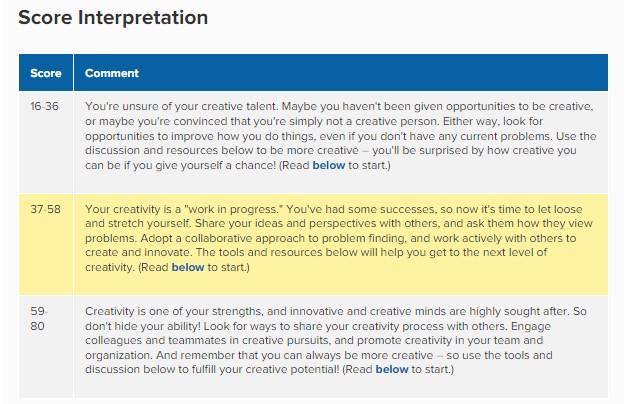 Score Interpretation
Score Comment
16-36 You're unsure of your creative talent. Maybe you haven't been given opportunities to be creative,
or maybe you're convinced that you're simply not a creative person. Either way, look for
opportunities to improve how you do things, even if you don't have any current problems. Use the
discussion and resources below to be more creative – you'll be surprised by how creative you
can be if you give yourself a chance! (Read below to start.)
37-58 Your creativity is a "work in progress." You've had some successes, so now it's time to let loose
and stretch yourself. Share your ideas and perspectives with others, and ask them how they view
problems. Adopt a collaborative approach to problem finding, and work actively with others to
create and innovate. The tools and resources below will help you get to the next level of
creativity. (Read below to start.)
59- Creativity is one of your strengths, and innovative and creative minds are highly sought after. So
80 don't hide your ability! Look for ways to share your creativity process with others. Engage
colleagues and teammates in creative pursuits, and promote creativity in your team and
organization. And remember that you can always be more creative – so use the tools and
discussion below to fulfill your creative potential! (Read below to start.)